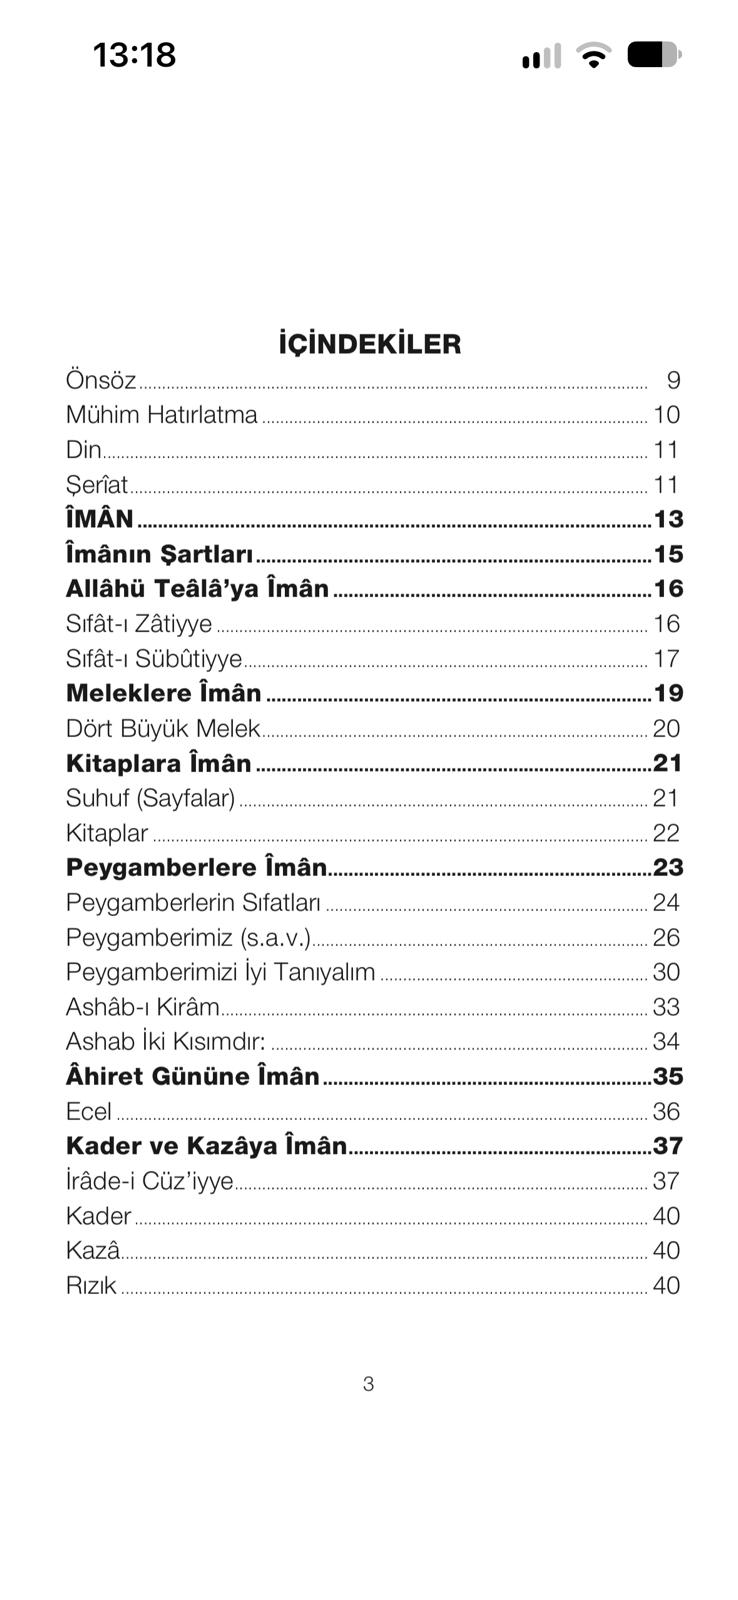 13:18
İÇİNDEKİLER
Önsöz........ 9
Mühim Hatırlatma........ 10
Din........ 11
Şerîat........ 11
ÎMÂN........ 13
Îmânın Şartları........ 15
Allâhü Teâlâ'ya Îmân........ 16
Sıfât-ı Zâtiyye........ 16
Sıfât-ı Sübûtiyye........ 17
Meleklere Îmân........ 19
Dört Büyük Melek........ 20
Kitaplara Îmân........ 21
Suhuf (Sayfalar)........ 21
Kitaplar........ 22
Peygamberlere Îmân........ 23
Peygamberlerin Sıfatları........ 24
Peygamberimiz (s.a.v.)........ 26
Peygamberimizi İyi Tanıyalım........ 30
Ashâb-ı Kirâm........ 33
Ashab İki Kısımdır:........ 34
Âhiret Gününe Îmân........ 35
Ecel........ 36
Kader ve Kazâya Îmân........ 37
İrâde-i Cüz'iyye........ 37
Kader........ 40
Kazâ........ 40
Rızık........ 40
3